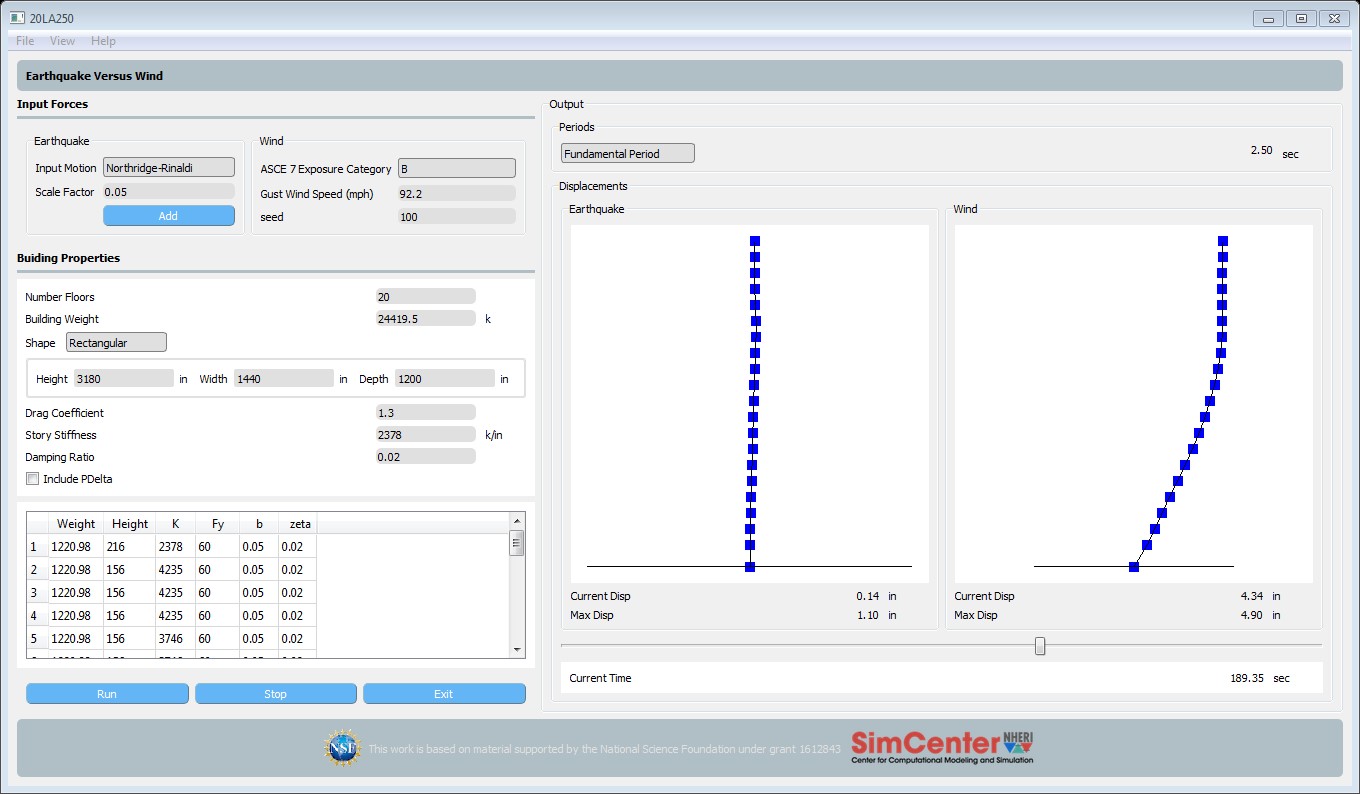 20LA250
File View Help
Earthquake Versus Wind
Input Forces
Earthquake
Input Motion Northridge-Rinaldi
Scale Factor 0.05
Add
Wind
ASCE 7 Exposure Category B
Gust Wind Speed (mph) 92.2
seed 100
Buiding Properties
Number Floors 20
Building Weight 24419.5 k
Shape Rectangular
Height 3180 in Width 1440 in Depth 1200 in
Drag Coefficient 1.3
Story Stiffness 2378 k/in
Damping Ratio 0.02
Include PDelta
Weight Height K Fy b zeta
1 1220.98 216 2378 60 0.05 0.02
2 1220.98 156 4235 60 0.05 0.02
3 1220.98 156 4235 60 0.05 0.02
4 1220.98 156 4235 60 0.05 0.02
5 1220.98 156 3746 60 0.05 0.02
Run Stop Exit
Output
Periods
Fundamental Period 2.50 sec
Displacements
Earthquake
Current Disp 0.14 in
Max Disp 1.10 in
Wind
Current Disp 4.34 in
Max Disp 4.90 in
Current Time 189.35 sec
NSF
This work is based on material supported by the National Science Foundation under grant 1612843
SimCenter NHERI
Center for Computational Modeling and Simulation